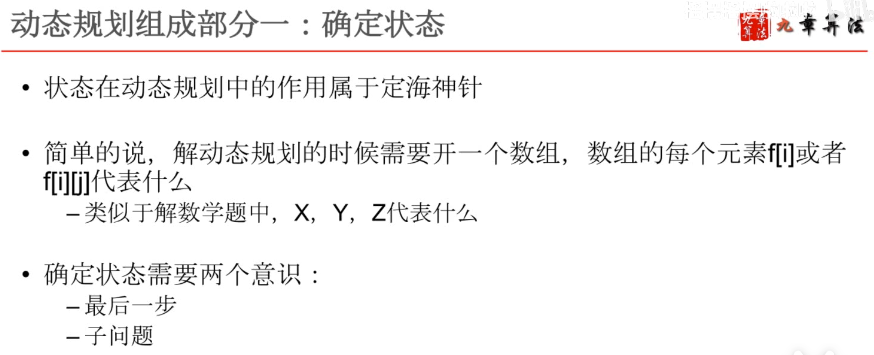 动态规划组成部分一：确定状态
九章算法
• 状态在动态规划中的作用属于定海神针
• 简单的说，解动态规划的时候需要开一个数组，数组的每个元素f[i]或者
f[i][j]代表什么
– 类似于解数学题中，X，Y，Z代表什么
• 确定状态需要两个意识：
– 最后一步
– 子问题